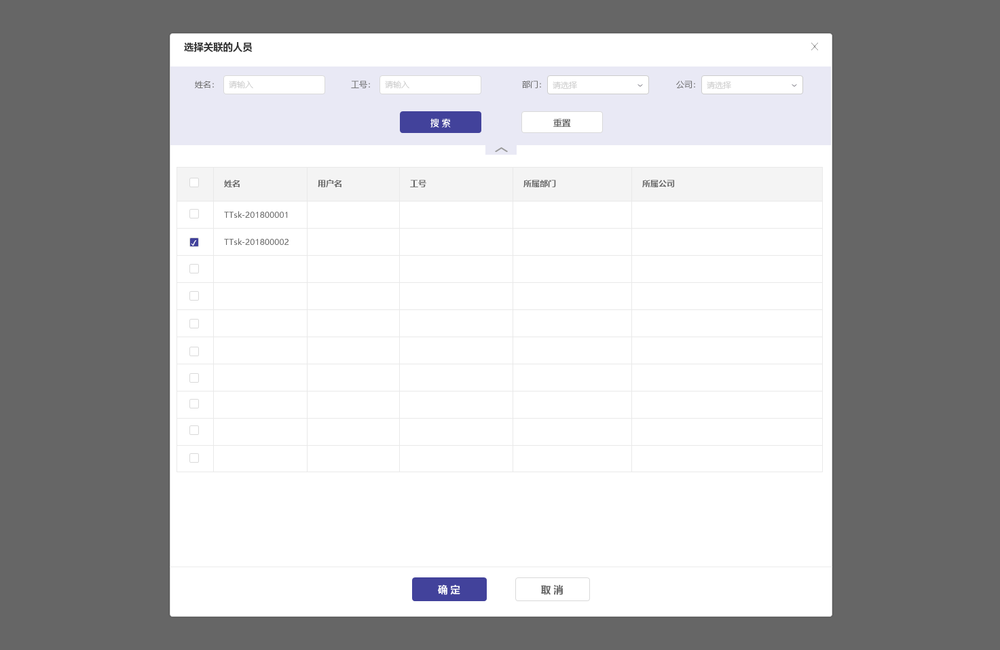 选择关联的人员
姓名： 请输入 工号： 请输入 部门： 请选择 公司： 请选择
搜 索 重置
姓名 用户名 工号 所属部门 所属公司
TTsk-201800001
TTsk-201800002
确 定 取 消